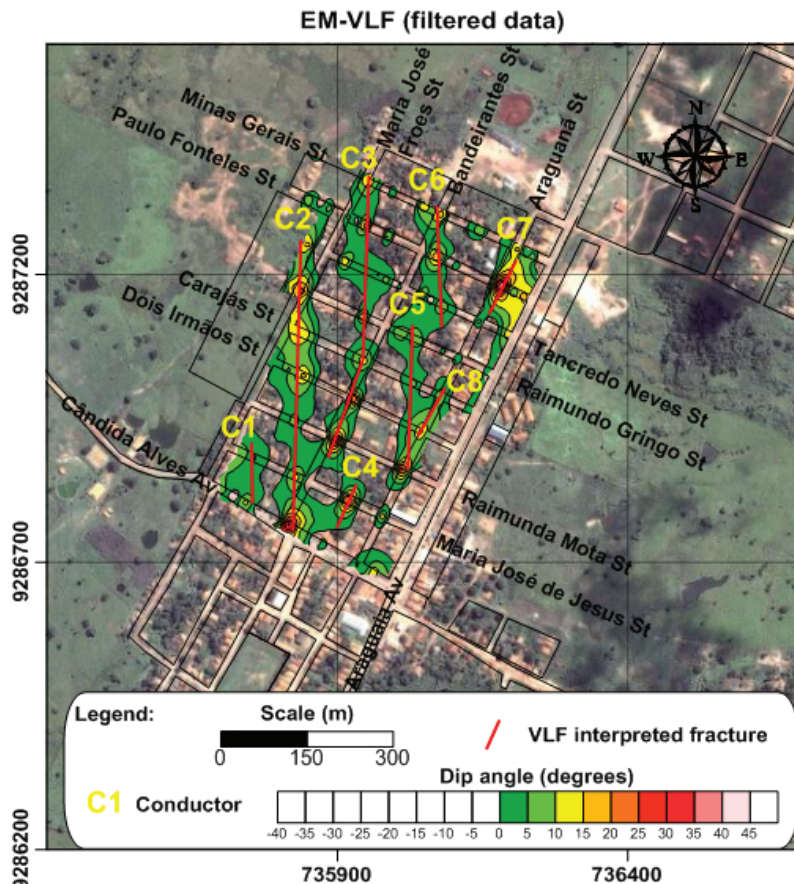 EM-VLF (filtered data)
Maria José
Froes St
Bandeirantes St
Araguanã St
Minas Gerais St
Paulo Fonteles St
N
W E
S
C3
C6
C2
C7
9287200
Carajás St
Dois Irmãos St
C5
Tancredo Neves St
C8
Raimundo Gringo St
Cândida Alves Av
C1
C4
Raimunda Mota St
9286700
Maria José de Jesus St
Araguaia Av
Legend:
Scale (m)
0 150 300
VLF interpreted fracture
C1 Conductor
Dip angle (degrees)
-40 -35 -30 -25 -20 -15 -10 -5 0 5 10 15 20 25 30 35 40 45
9286200
735900 736400